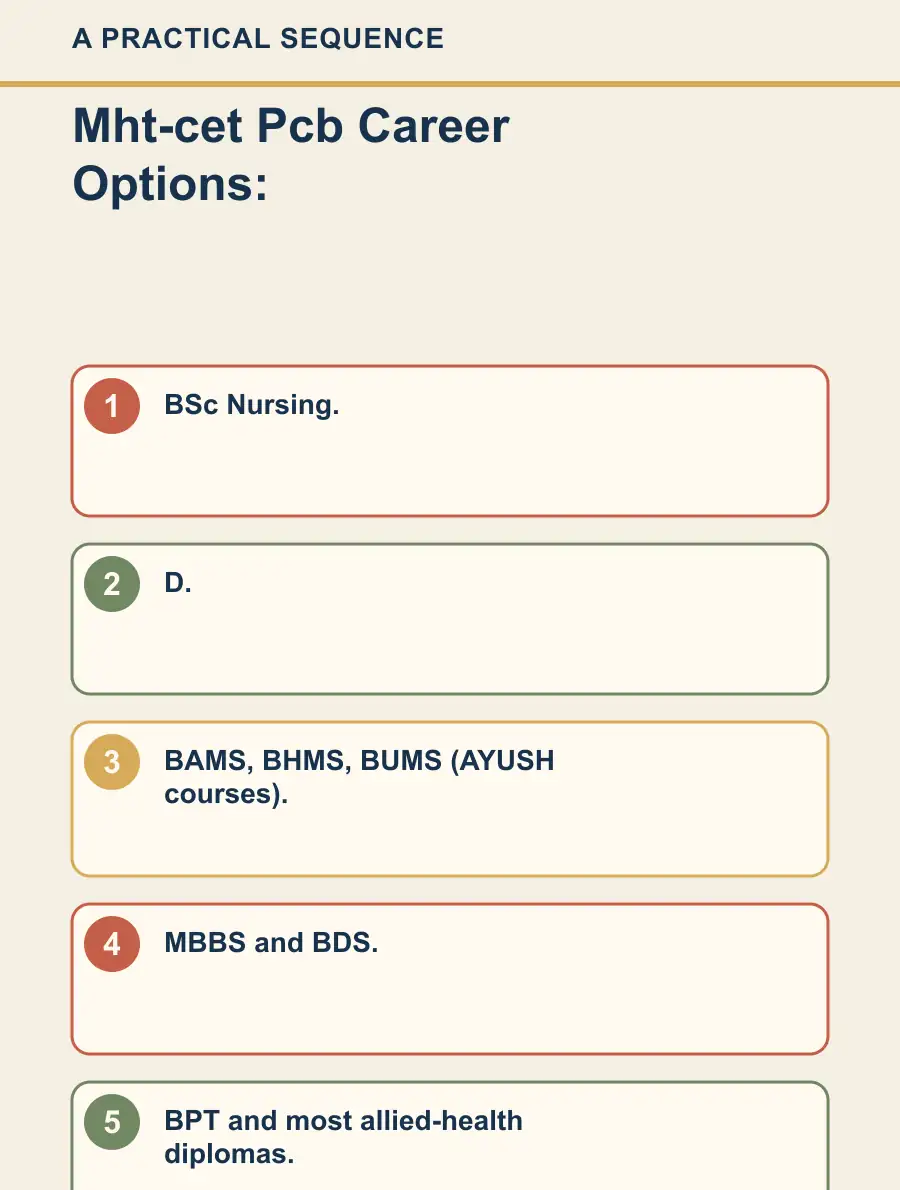 A PRACTICAL SEQUENCE
Mht-cet Pcb Career
Options:
1
BSc Nursing.
2
D.
3
BAMS, BHMS, BUMS (AYUSH
courses).
4
MBBS and BDS.
5
BPT and most allied-health
diplomas.